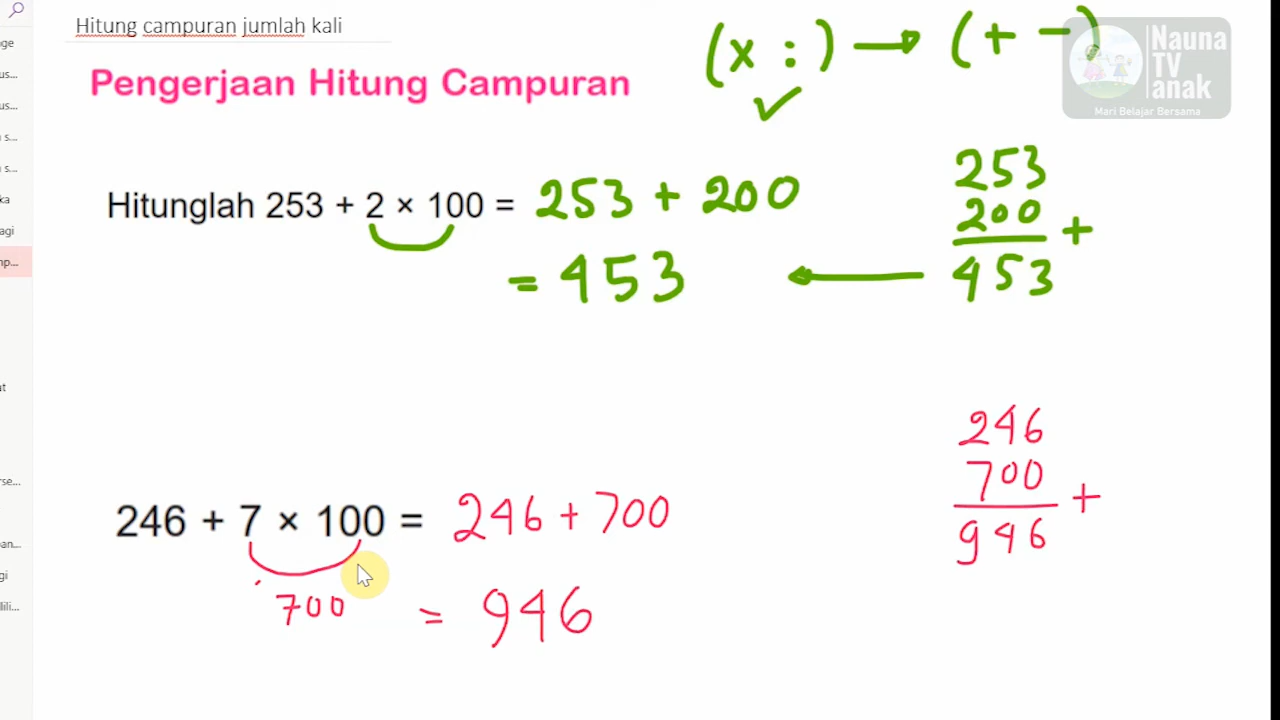 Hitung campuran jumlah kali
(x :) → (+ -)
Nauna
TV
anak
Mari Belajar Bersama
Pengerjaan Hitung Campuran
Hitunglah 253 + 2 × 100 = 253 + 200
= 453
253
200 +
453
246 + 7 × 100 = 246 + 700
700
= 946
246
700 +
946